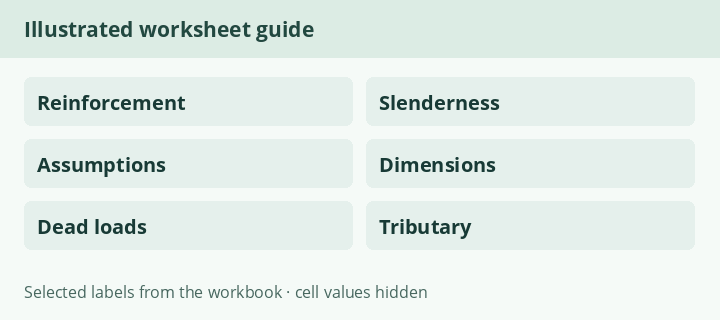 Illustrated worksheet guide
Reinforcement
Slenderness
Assumptions
Dimensions
Dead loads
Tributary
Selected labels from the workbook · cell values hidden